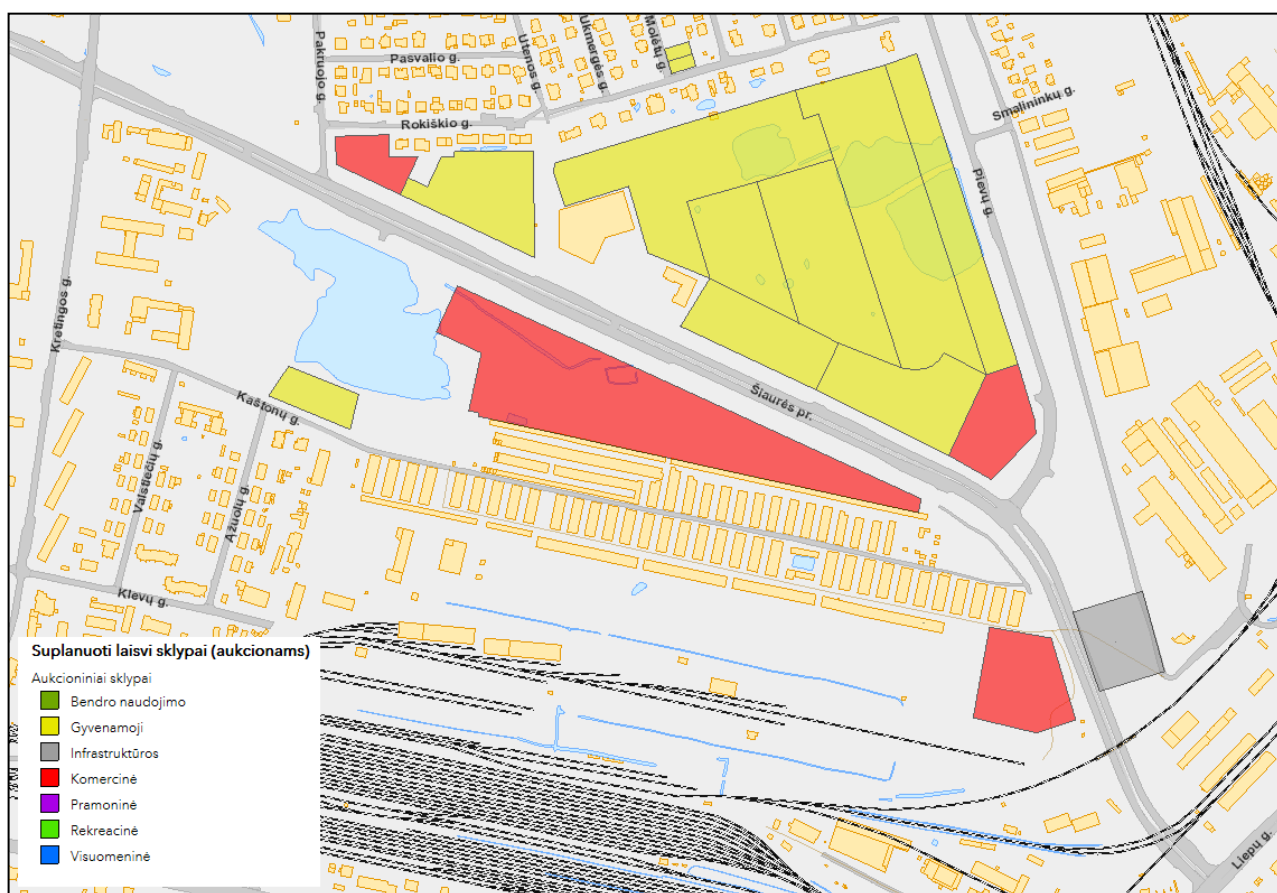 Molėtų g.
Ukmergės g.
Utenos g.
Pakruojo g.
Pasvalio g.
Rokiškio g.
Smalininkų g.
Pievų g.
Kretingos g.
Šiaurės pr.
Kaštonų g.
Valstiečių g.
Ąžuolų g.
Klevų g.
Liepų g.
Suplanuoti laisvi sklypai (aukcionams)
Aukcioniniai sklypai
Bendro naudojimo
Gyvenamoji
Infrastruktūros
Komercinė
Pramoninė
Rekreacinė
Visuomeninė